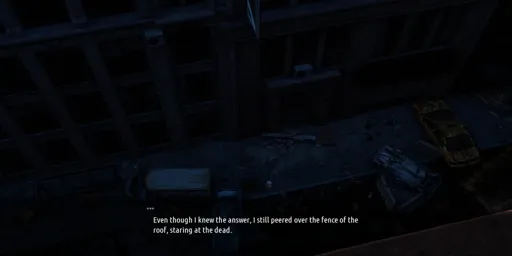 Even though I knew the answer, I still peered over the fence of the
roof, staring at the dead.